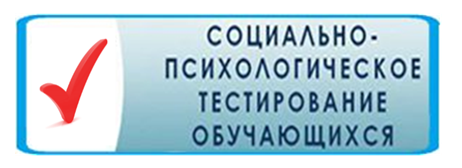 СОЦИАЛЬНО-
ПСИХОЛОГИЧЕСКОЕ
ТЕСТИРОВАНИЕ
ОБУЧАЮЩИХСЯ